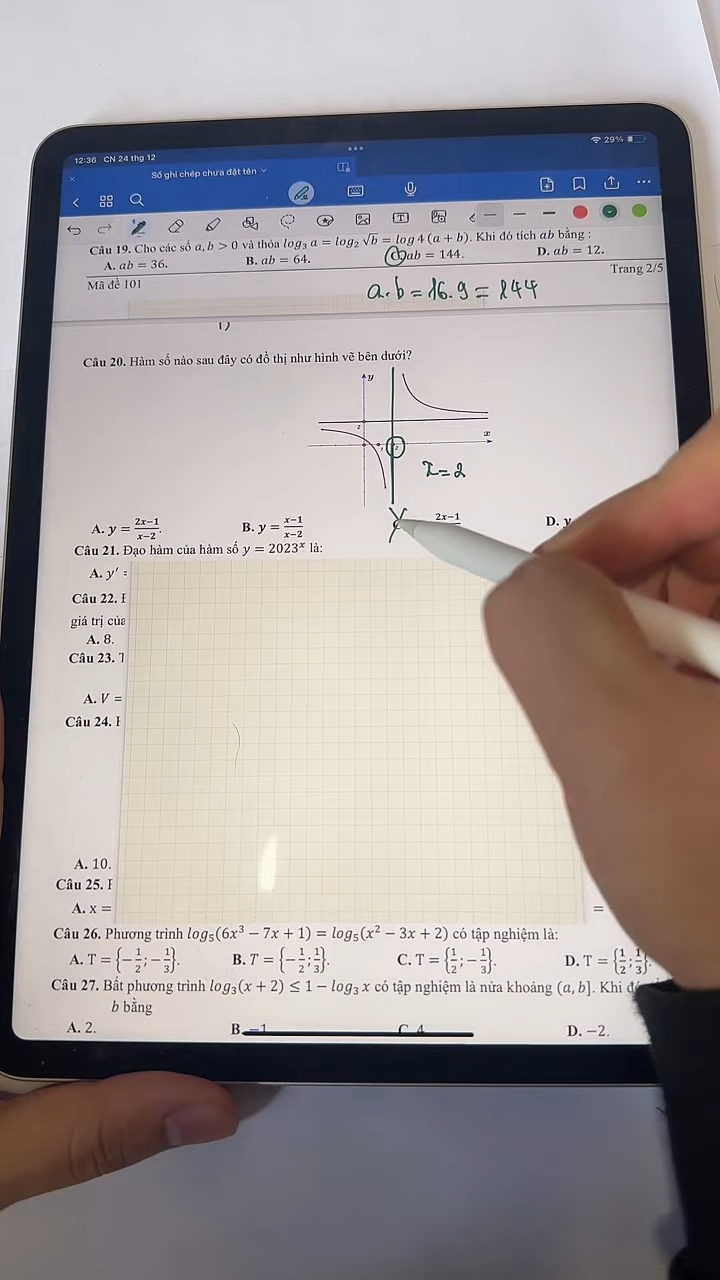 12:36 CN 24 thg 12
29%
Sổ ghi chép chưa đặt tên
Câu 19. Cho các số a, b > 0 và thỏa log₃ a = log₂ √b = log 4 (a + b). Khi đó tích ab bằng :
A. ab = 36. B. ab = 64. ab = 144. D. ab = 12.
Trang 2/5
Mã đề 101
a.b = 16.9 = 144
Câu 20. Hàm số nào sau đây có đồ thị như hình vẽ bên dưới?
y
2
x
1 2
x = 2
A. y = (2x−1)/(x−2). B. y = (x−1)/(x−2) 2x−1 D. y
Câu 21. Đạo hàm của hàm số y = 2023ˣ là:
A. y′ =
Câu 22.
giá trị của
A. 8.
Câu 23.
A. V =
Câu 24.
A. 10.
Câu 25.
A. x = =
Câu 26. Phương trình log₅(6x³ − 7x + 1) = log₅(x² − 3x + 2) có tập nghiệm là:
A. T = {−1/2; −1/3}. B. T = {−1/2; 1/3}. C. T = {1/2; −1/3}. D. T = {1/2; 1/3}.
Câu 27. Bất phương trình log₃(x + 2) ≤ 1 − log₃ x có tập nghiệm là nửa khoảng (a, b]. Khi
b bằng
A. 2. B. −1 C. 4 D. −2.